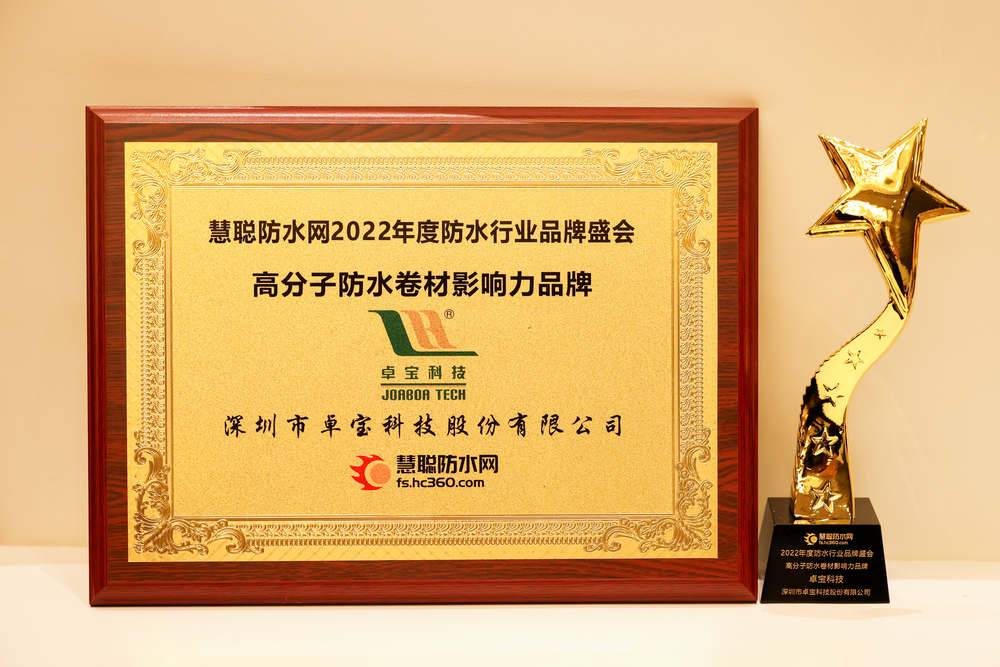 慧聪防水网2022年度防水行业品牌盛会
高分子防水卷材影响力品牌
®
卓宝科技
JOABOA TECH
深圳市卓宝科技股份有限公司
慧聪防水网
fs.hc360.com
慧聪防水网
fs.hc360.com
2022年度防水行业品牌盛会
高分子防水卷材影响力品牌
卓宝科技
深圳市卓宝科技股份有限公司